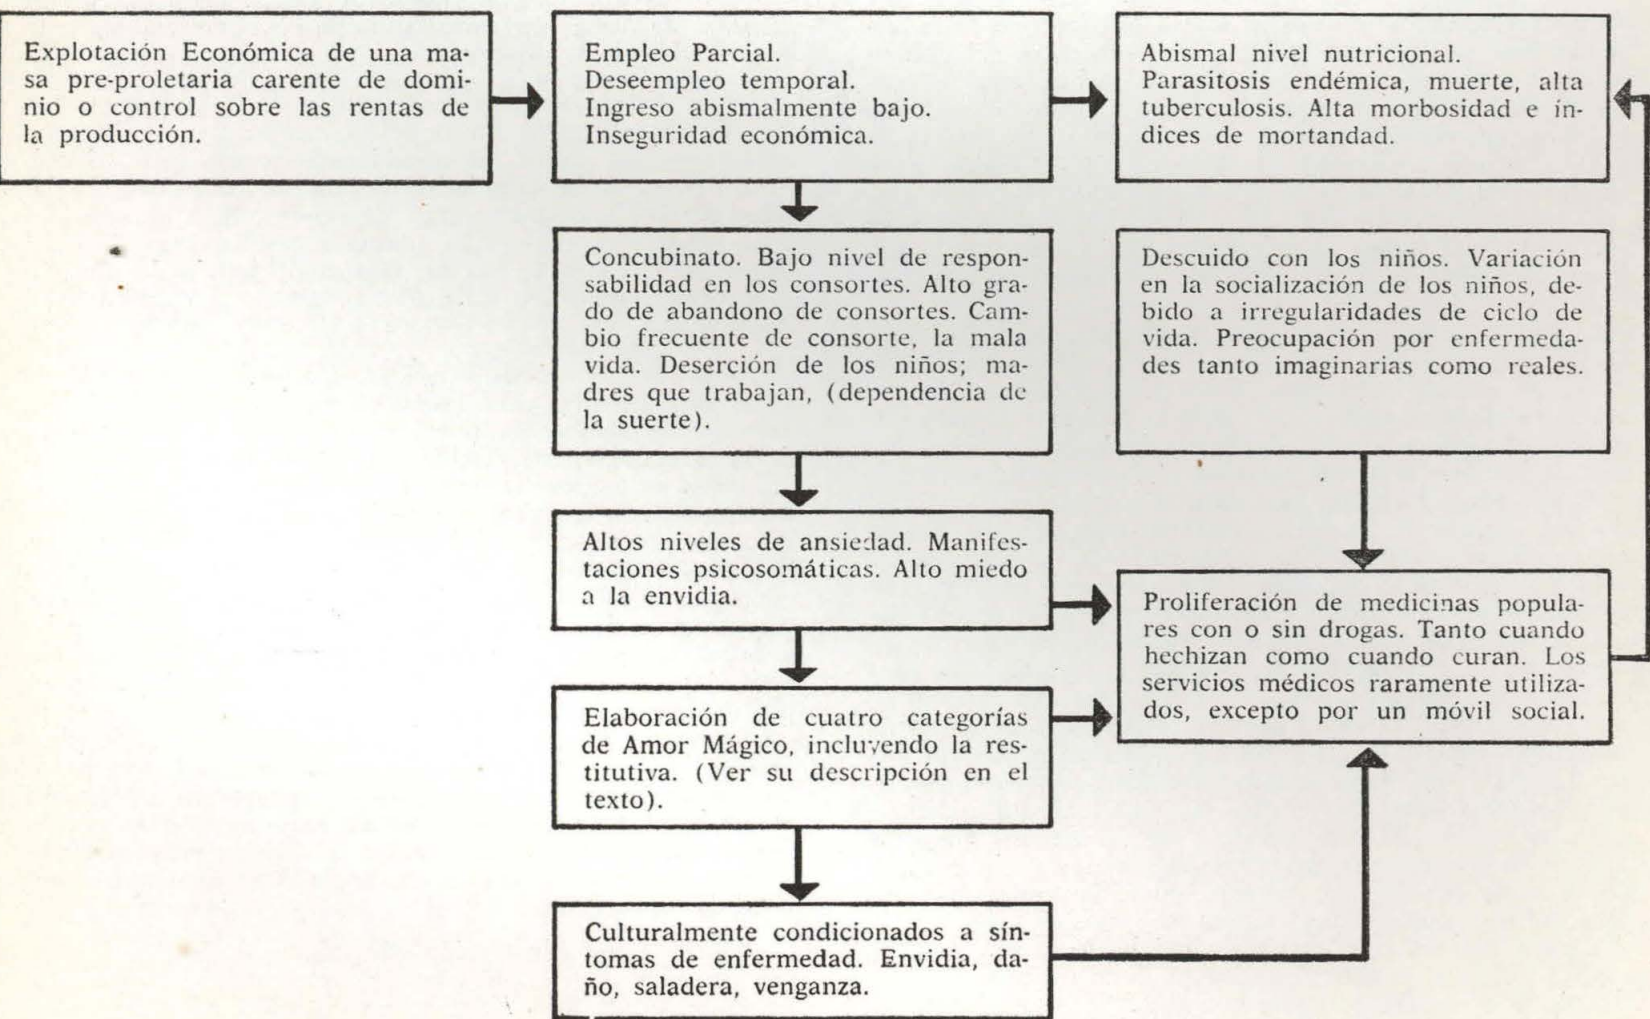 Explotación Económica de una ma-
sa pre-proletaria carente de domi-
nio o control sobre las rentas de
la producción.
Empleo Parcial.
Deseempleo temporal.
Ingreso abismalmente bajo.
Inseguridad económica.
Abismal nivel nutricional.
Parasitosis endémica, muerte, alta
tuberculosis. Alta morbosidad e ín-
dices de mortandad.
Concubinato. Bajo nivel de respon-
sabilidad en los consortes. Alto gra-
do de abandono de consortes. Cam-
bio frecuente de consorte, la mala
vida. Deserción de los niños; ma-
dres que trabajan, (dependencia de
la suerte).
Descuido con los niños. Variación
en la socialización de los niños, de-
bido a irregularidades de ciclo de
vida. Preocupación por enfermeda-
des tanto imaginarias como reales.
Altos niveles de ansiedad. Manifes-
taciones psicosomáticas. Alto miedo
a la envidia.
Proliferación de medicinas popula-
res con o sin drogas. Tanto cuando
hechizan como cuando curan. Los
servicios médicos raramente utiliza-
dos, excepto por un móvil social.
Elaboración de cuatro categorías
de Amor Mágico, incluyendo la res-
titutiva. (Ver su descripción en el
texto).
Culturalmente condicionados a sín-
tomas de enfermedad. Envidia, da-
ño, saladera, venganza.